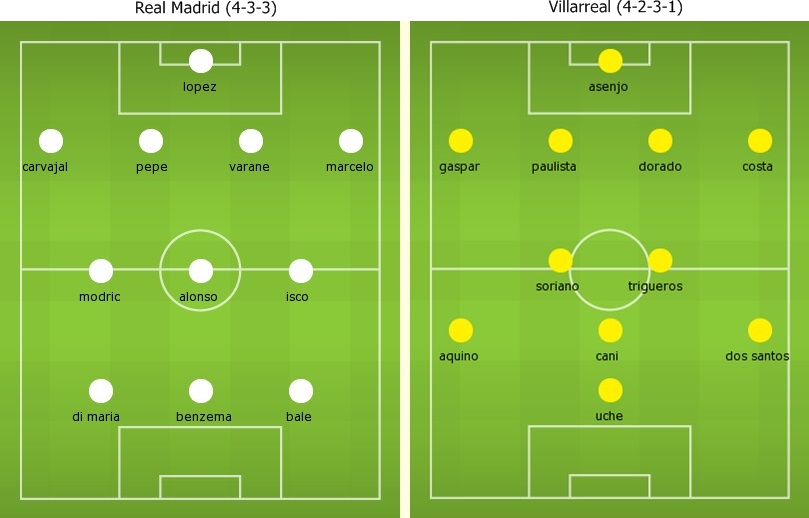 Real Madrid (4-3-3)
lopez
carvajal pepe varane marcelo
modric alonso isco
di maria benzema bale
Villarreal (4-2-3-1)
asenjo
gaspar paulista dorado costa
soriano trigueros
aquino cani dos santos
uche